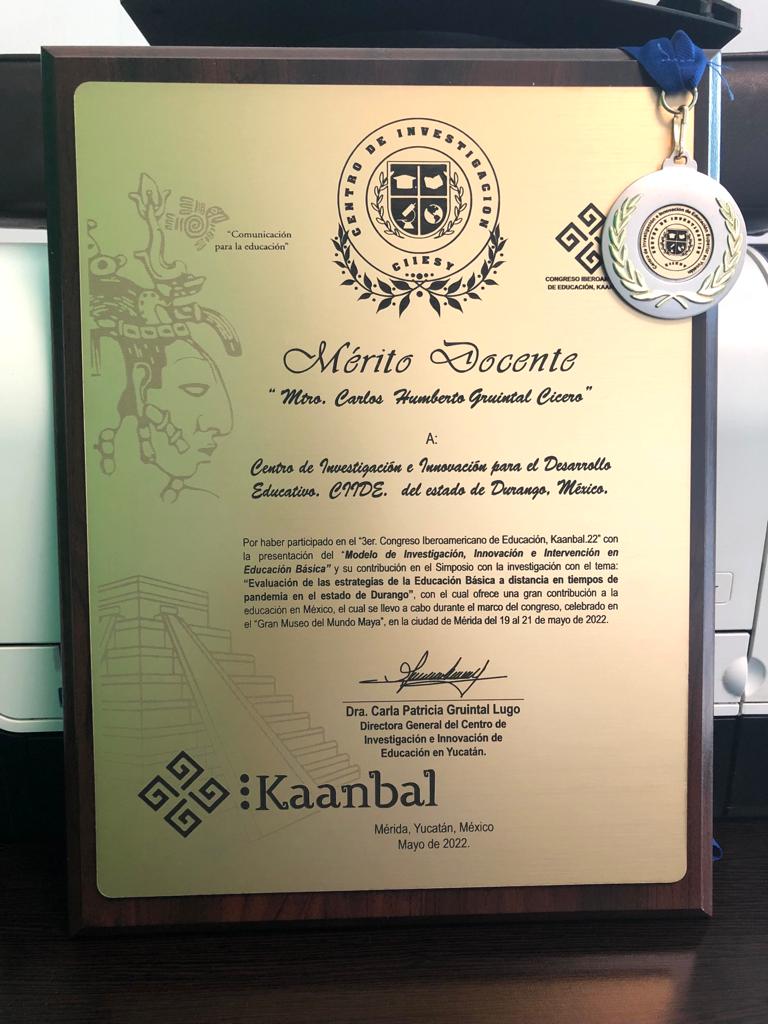 CENTRO DE INVESTIGACION
CIIESY
"Comunicación
para la educación"
CONGRESO
DE EDUCACIÓN,
Mérito Docente
"Mtro. Carlos Humberto Gruintal Cicero"
A:
Centro de Investigación e Innovación para el Desarrollo
Educativo. CIIDE. del estado de Durango, México.
Por haber participado en el "3er. Congreso Iberoamericano de Educación, Kaanbal.22" con
la presentación del "Modelo de Investigación, Innovación e Intervención en
Educación Básica" y su contribución en el Simposio con la investigación con el tema:
"Evaluación de las estrategias de la Educación Básica a distancia en tiempos de
pandemia en el estado de Durango", con el cual ofrece una gran contribución a la
educación en México, el cual se llevo a cabo durante el marco del congreso, celebrado en
el "Gran Museo del Mundo Maya", en la ciudad de Mérida del 19 al 21 de mayo de 2022.
Dra. Carla Patricia Gruintal Lugo
Directora General del Centro de
Investigación e Innovación de
Educación en Yucatán.
Kaanbal
Mérida, Yucatán, México
Mayo de 2022.